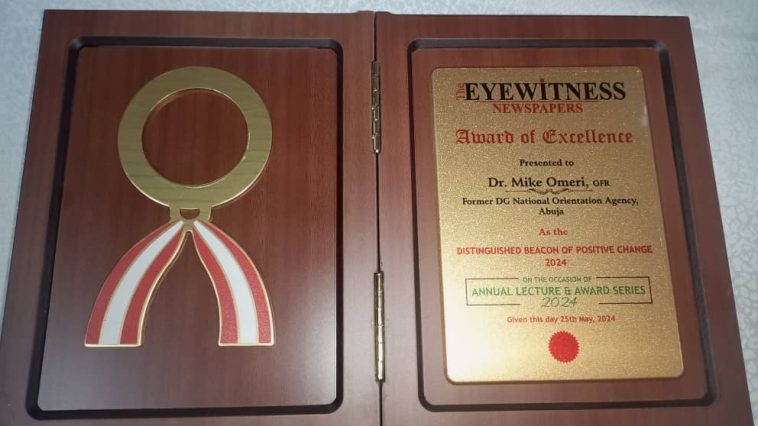 The EYEWITNESS
NEWSPAPERS
Award of Excellence
Presented to
Dr. Mike Omeri, OFR
Former DG National Orientation Agency,
Abuja
As the
DISTINGUISHED BEACON OF POSITIVE CHANGE
2024
ON THE OCCASION OF
ANNUAL LECTURE & AWARD SERIES
2024
Given this day 25th May, 2024